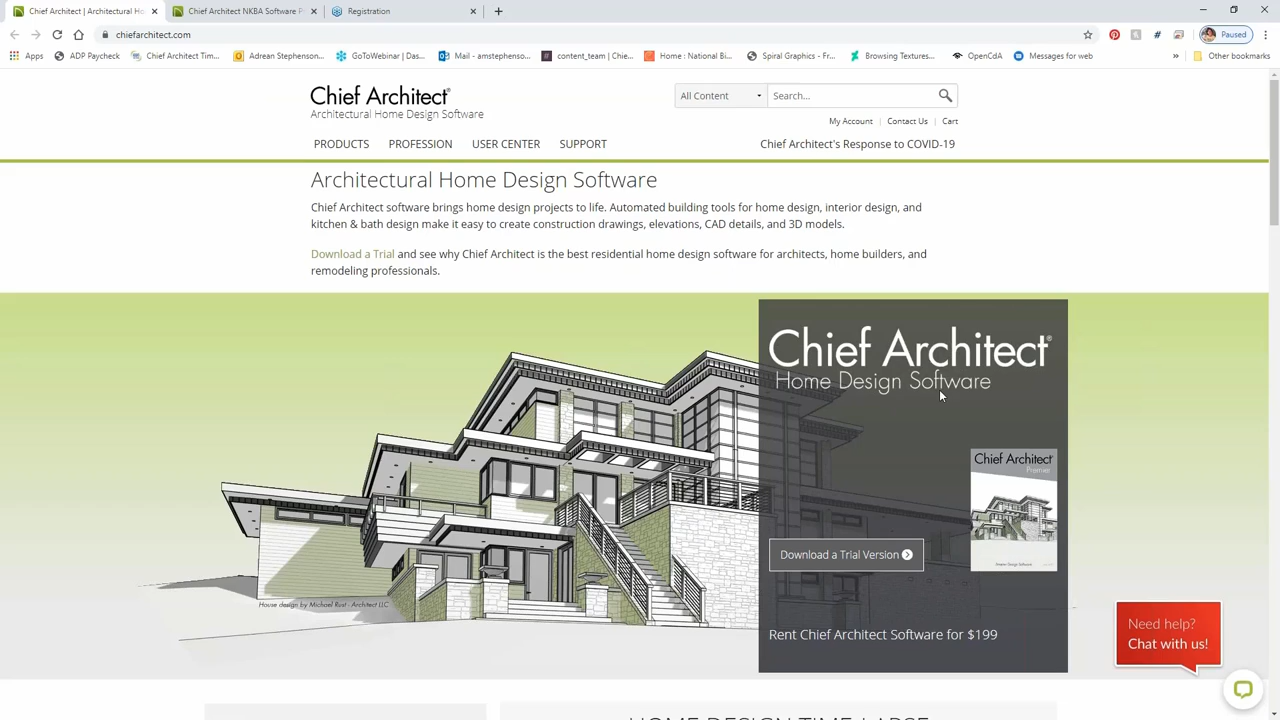 Chief Architect | Architectural Ho
Chief Architect NKBA Software P
Registration
chiefarchitect.com
Paused
Apps
ADP Paycheck
Chief Architect Tim...
Adrean Stephenson...
GoToWebinar | Das...
Mail - amstephenso...
content_team | Chie...
Home : National Bi...
Spiral Graphics - Fr...
Browsing Textures...
OpenCdA
Messages for web
Other bookmarks
Chief Architect®
Architectural Home Design Software
All Content
Search...
My Account | Contact Us | Cart
PRODUCTS PROFESSION USER CENTER SUPPORT
Chief Architect's Response to COVID-19
Architectural Home Design Software
Chief Architect software brings home design projects to life. Automated building tools for home design, interior design, and
kitchen & bath design make it easy to create construction drawings, elevations, CAD details, and 3D models.
Download a Trial and see why Chief Architect is the best residential home design software for architects, home builders, and
remodeling professionals.
Chief Architect®
Home Design Software
Chief Architect
Premier
Download a Trial Version
House design by Michael Rust - Architect LLC
Rent Chief Architect Software for $199
Need help?
Chat with us!
HOME DESIGN TIME-LAPSE